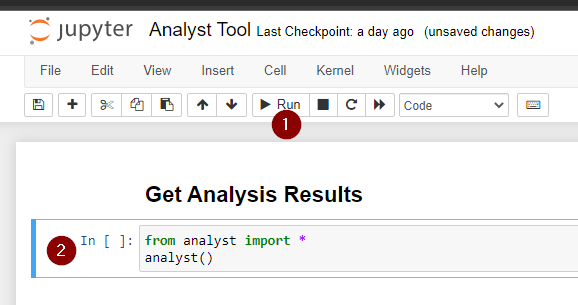 jupyter Analyst Tool Last Checkpoint: a day ago (unsaved changes)
File Edit View Insert Cell Kernel Widgets Help
Run Code
1
Get Analysis Results
2 In [ ]: from analyst import *
analyst()